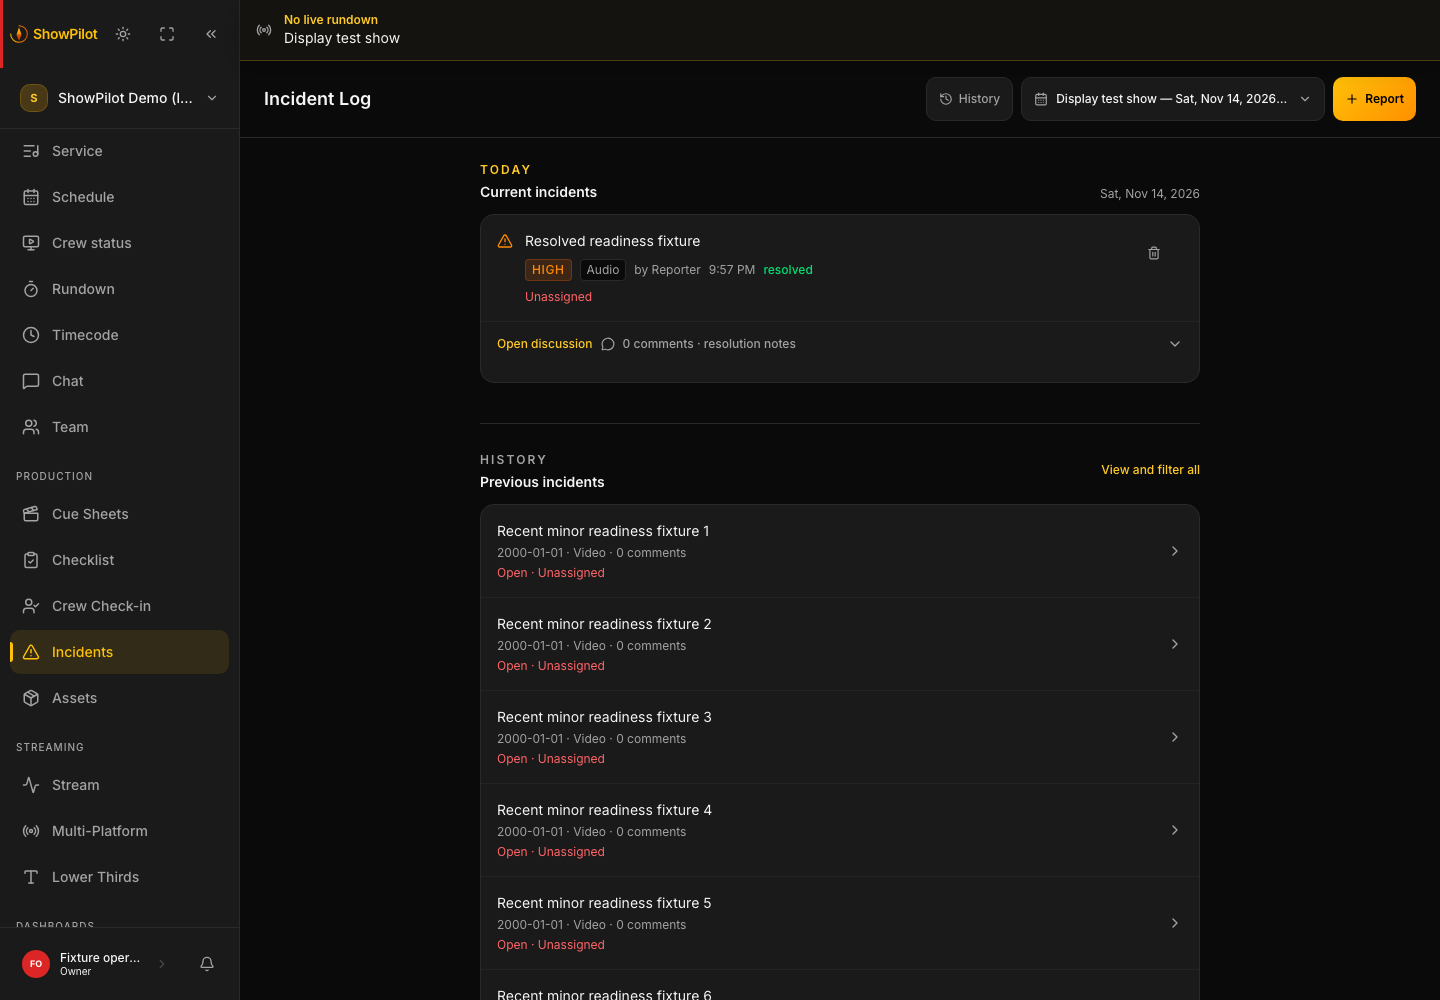 ShowPilot
S
ShowPilot Demo (I...
Service
Schedule
Crew status
Rundown
Timecode
Chat
Team
PRODUCTION
Cue Sheets
Checklist
Crew Check-in
Incidents
Assets
STREAMING
Stream
Multi-Platform
Lower Thirds
DASHBOARDS
FO
Fixture oper...
Owner
No live rundown
Display test show
Incident Log
History
Display test show — Sat, Nov 14, 2026...
Report
TODAY
Current incidents
Sat, Nov 14, 2026
Resolved readiness fixture
HIGH Audio by Reporter 9:57 PM resolved
Unassigned
Open discussion 0 comments · resolution notes
HISTORY
Previous incidents
View and filter all
Recent minor readiness fixture 1
2000-01-01 · Video · 0 comments
Open · Unassigned
Recent minor readiness fixture 2
2000-01-01 · Video · 0 comments
Open · Unassigned
Recent minor readiness fixture 3
2000-01-01 · Video · 0 comments
Open · Unassigned
Recent minor readiness fixture 4
2000-01-01 · Video · 0 comments
Open · Unassigned
Recent minor readiness fixture 5
2000-01-01 · Video · 0 comments
Open · Unassigned
Recent minor readiness fixture 6